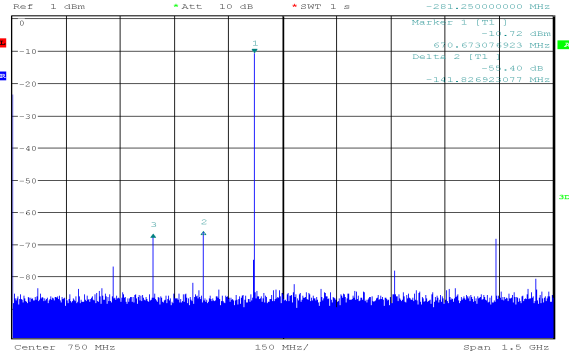 Ref 1 dBm *Att 10 dB *SWT 1 s -281.250000000 MHz
Marker 1 [T1 ]
-10.72 dBm
670.673076923 MHz
Delta 2 [T1 ]
-55.40 dB
-141.826923077 MHz
0
-10
-20
-30
-40
-50
-60
-70
-80
1
2
3
A
Center 750 MHz 150 MHz/ Span 1.5 GHz